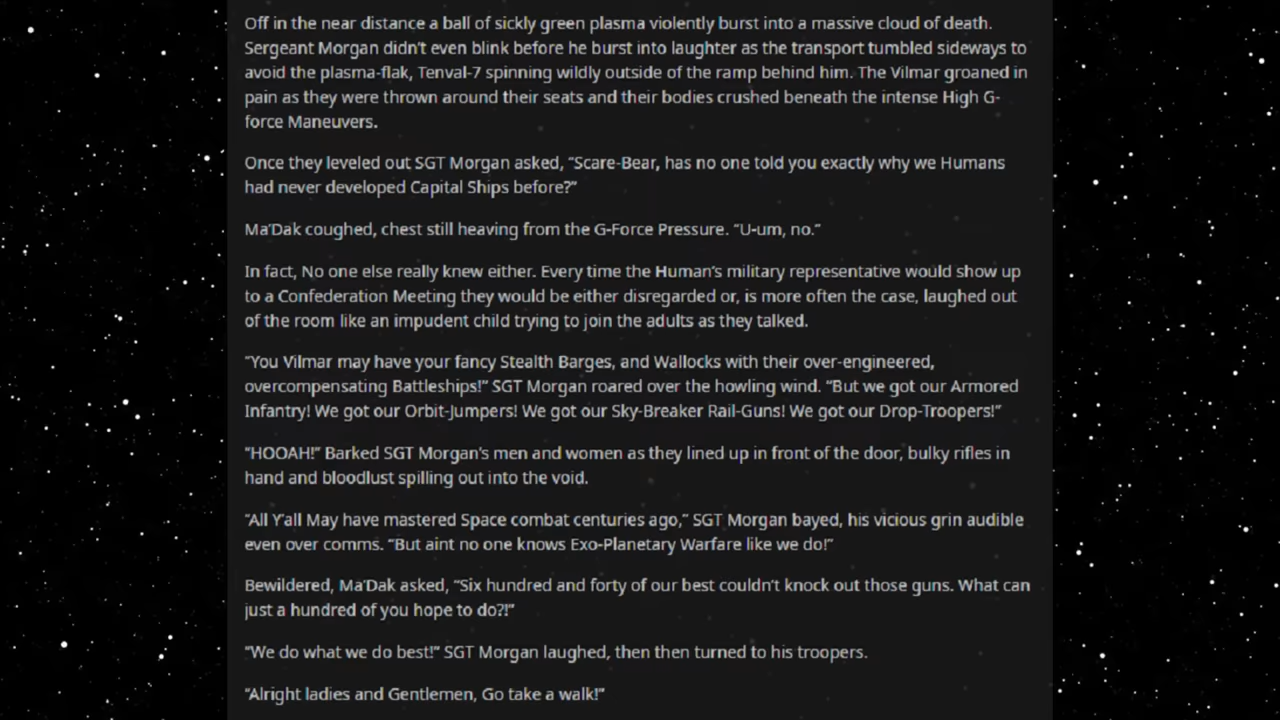 Off in the near distance a ball of sickly green plasma violently burst into a massive cloud of death.
Sergeant Morgan didn't even blink before he burst into laughter as the transport tumbled sideways to
avoid the plasma-flak, Tenval-7 spinning wildly outside of the ramp behind him. The Vilmar groaned in
pain as they were thrown around their seats and their bodies crushed beneath the intense High G-
force Maneuvers.
Once they leveled out SGT Morgan asked, “Scare-Bear, has no one told you exactly why we Humans
had never developed Capital Ships before?”
Ma'Dak coughed, chest still heaving from the G-Force Pressure. “U-um, no.”
In fact, No one else really knew either. Every time the Human's military representative would show up
to a Confederation Meeting they would be either disregarded or, is more often the case, laughed out
of the room like an impudent child trying to join the adults as they talked.
“You Vilmar may have your fancy Stealth Barges, and Wallocks with their over-engineered,
overcompensating Battleships!” SGT Morgan roared over the howling wind. “But we got our Armored
Infantry! We got our Orbit-Jumpers! We got our Sky-Breaker Rail-Guns! We got our Drop-Troopers!”
“HOOAH!” Barked SGT Morgan's men and women as they lined up in front of the door, bulky rifles in
hand and bloodlust spilling out into the void.
“All Y'all May have mastered Space combat centuries ago,” SGT Morgan bayed, his vicious grin audible
even over comms. “But aint no one knows Exo-Planetary Warfare like we do!”
Bewildered, Ma'Dak asked, “Six hundred and forty of our best couldn't knock out those guns. What can
just a hundred of you hope to do?!”
“We do what we do best!” SGT Morgan laughed, then then turned to his troopers.
“Alright ladies and Gentlemen, Go take a walk!”